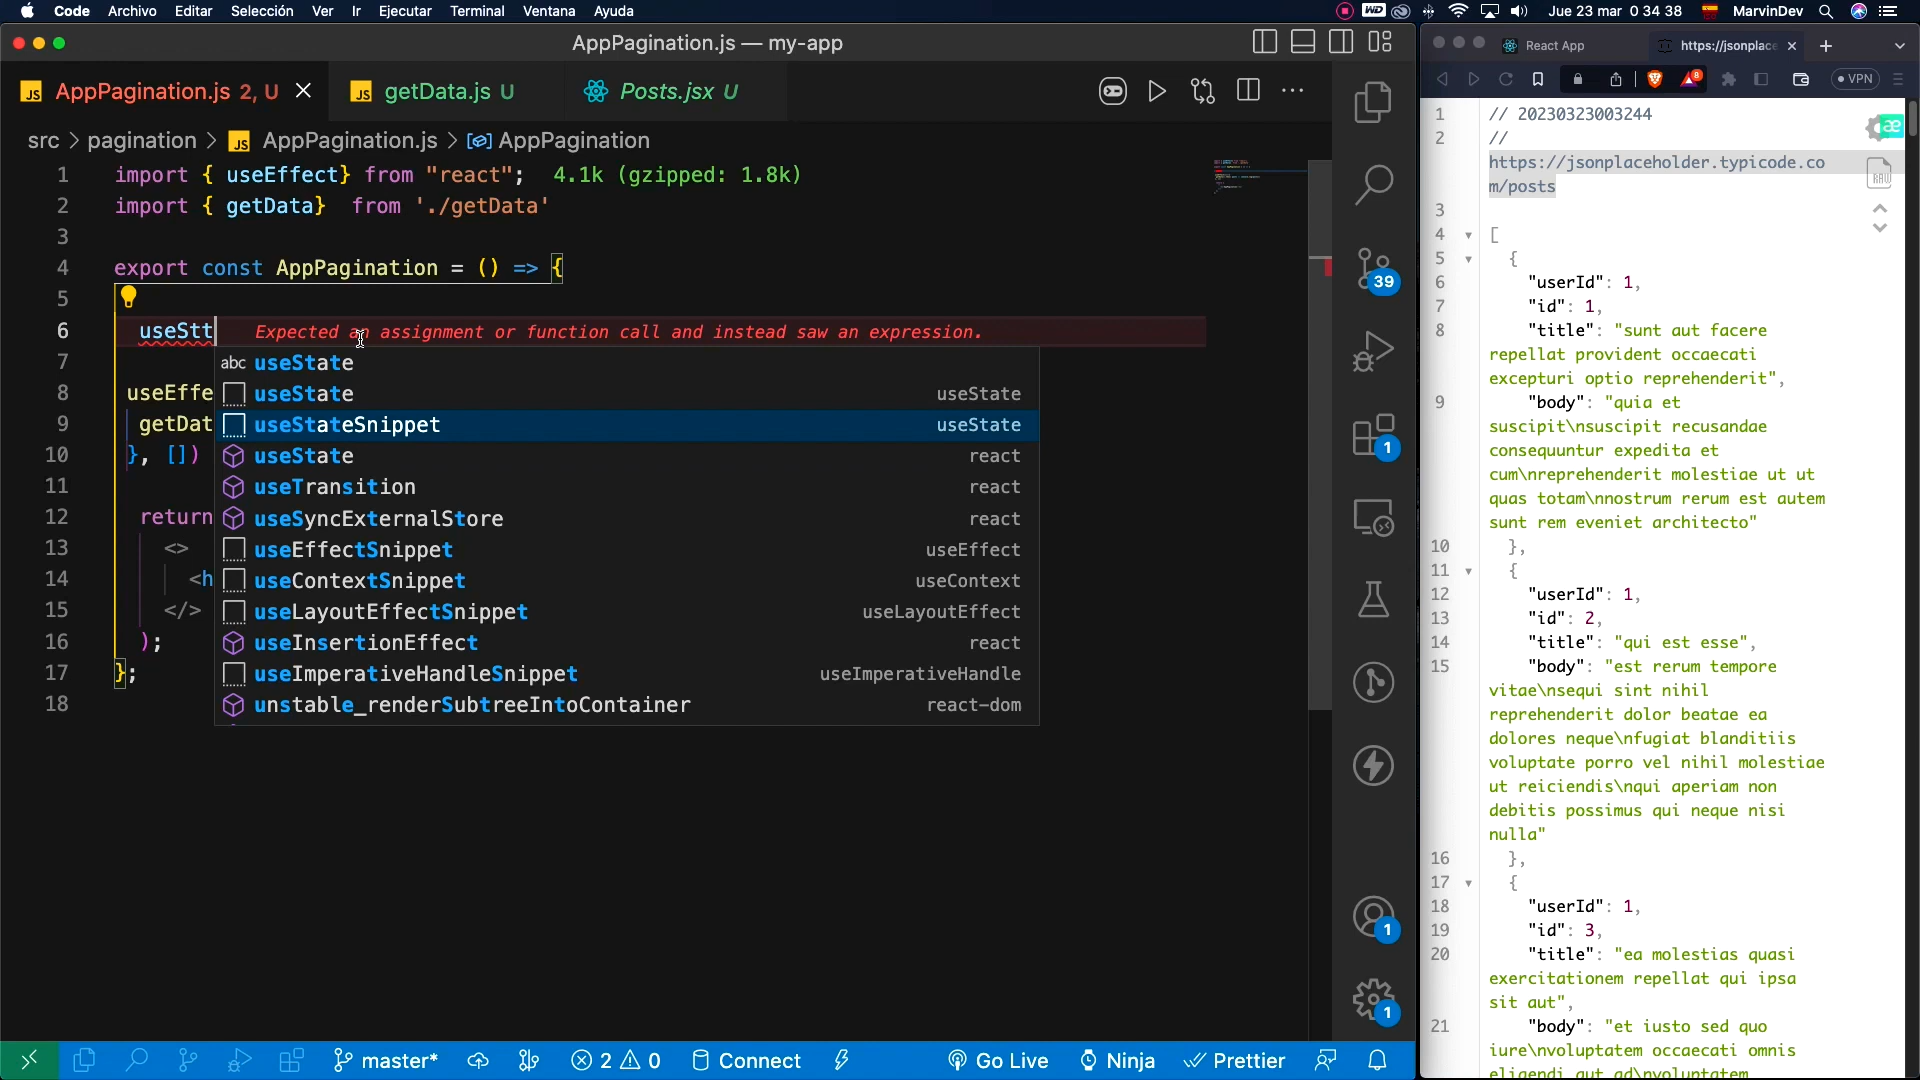 Code Archivo Editar Selección Ver Ir Ejecutar Terminal Ventana Ayuda
WD Jue 23 mar 0 34 38 MarvinDev
AppPagination.js — my-app
AppPagination.js 2, U
getData.js U
Posts.jsx U
src > pagination > JS AppPagination.js > AppPagination
1 import { useEffect} from "react"; 4.1k (gzipped: 1.8k)
2 import { getData} from './getData'
3
4 export const AppPagination = () => {
5
6 useStt Expected an assignment or function call and instead saw an expression.
7
8 useEffe
9 getDat
10 }, [])
11
12 return
13 <>
14 <h
15 </>
16 );
17 };
18
abc useState
useState useState
useStateSnippet useState
useState react
useTransition react
useSyncExternalStore react
useEffectSnippet useEffect
useContextSnippet useContext
useLayoutEffectSnippet useLayoutEffect
useInsertionEffect react
useImperativeHandleSnippet useImperativeHandle
unstable_renderSubtreeIntoContainer react-dom
39
1
1
1
master* 2 0 Connect Go Live Ninja Prettier
React App
https://jsonplace
8
VPN
1 // 20230323003244
2 //
https://jsonplaceholder.typicode.co
m/posts
RAW
æ
3
4 [
5 {
6 "userId": 1,
7 "id": 1,
8 "title": "sunt aut facere
repellat provident occaecati
excepturi optio reprehenderit",
9 "body": "quia et
suscipit\nsuscipit recusandae
consequuntur expedita et
cum\nreprehenderit molestiae ut ut
quas totam\nnostrum rerum est autem
sunt rem eveniet architecto"
10 },
11 {
12 "userId": 1,
13 "id": 2,
14 "title": "qui est esse",
15 "body": "est rerum tempore
vitae\nsequi sint nihil
reprehenderit dolor beatae ea
dolores neque\nfugiat blanditiis
voluptate porro vel nihil molestiae
ut reiciendis\nqui aperiam non
debitis possimus qui neque nisi
nulla"
16 },
17 {
18 "userId": 1,
19 "id": 3,
20 "title": "ea molestias quasi
exercitationem repellat qui ipsa
sit aut",
21 "body": "et iusto sed quo
iure\nvoluptatem occaecati omnis
eligendi aut ad\nvoluptatem